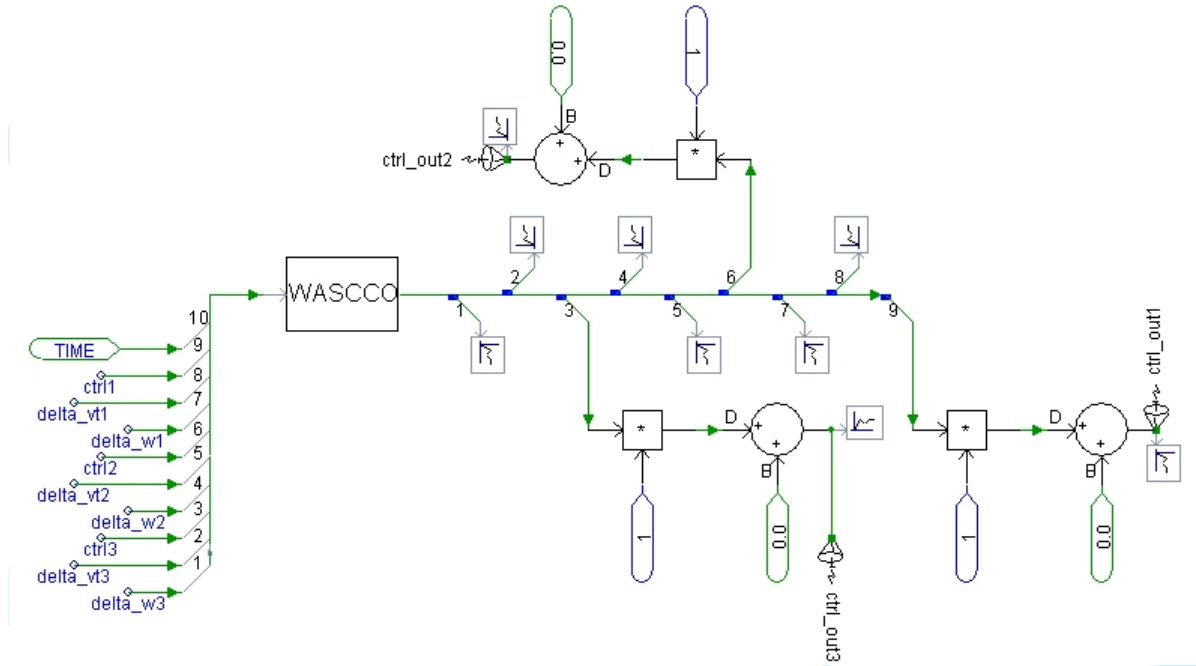 0.0
1
B
*
+
+
D
ctrl_out2
2
4
6
8
WASCCO
1
3
5
7
9
10
TIME
9
ctrl1
8
delta_vt1
7
delta_w1
6
ctrl2
5
delta_vt2
4
delta_w2
3
ctrl3
2
delta_vt3
1
delta_w3
*
D
+
+
B
1
0.0
ctrl_out3
*
D
+
+
B
1
0.0
ctrl_out1